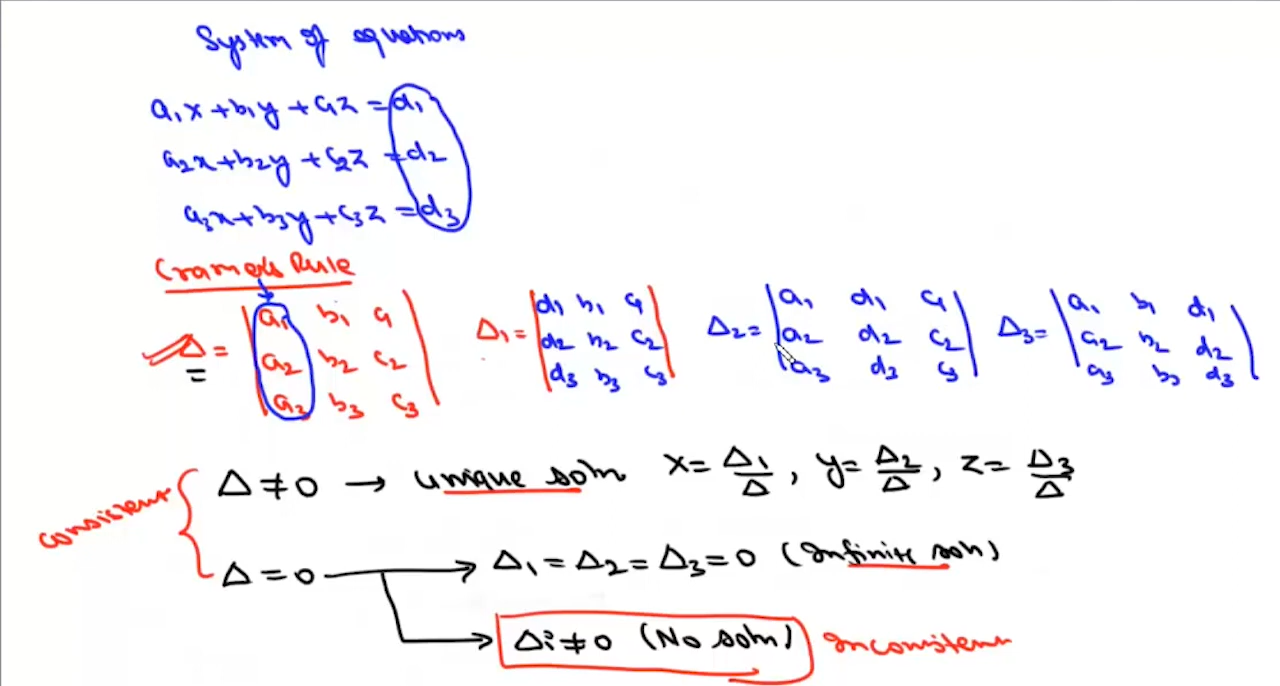 System of equations
a₁x + b₁y + c₁z = d₁
a₂x + b₂y + c₂z = d₂
a₃x + b₃y + c₃z = d₃
Cramer's Rule
Δ = |a₁ b₁ c₁| Δ₁ = |d₁ b₁ c₁| Δ₂ = |a₁ d₁ c₁| Δ₃ = |a₁ b₁ d₁|
|a₂ b₂ c₂| |d₂ b₂ c₂| |a₂ d₂ c₂| |a₂ b₂ d₂|
|a₃ b₃ c₃| |d₃ b₃ c₃| |a₃ d₃ c₃| |a₃ b₃ d₃|
consistent
Δ ≠ 0 → unique soln x = Δ₁/Δ, y = Δ₂/Δ, z = Δ₃/Δ
Δ = 0 → Δ₁ = Δ₂ = Δ₃ = 0 (Infinite soln)
→ Δi ≠ 0 (No soln) Inconsistent